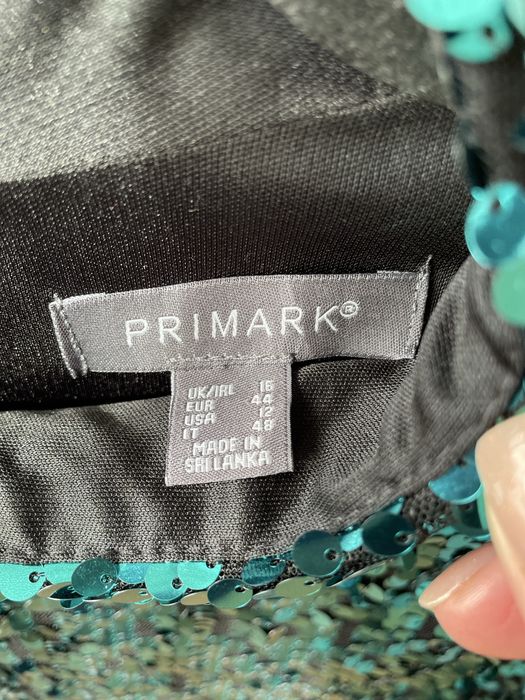 PRIMARK®
UK/IRL 16
EUR 44
USA 12
IT 48
MADE IN
SRI LANKA